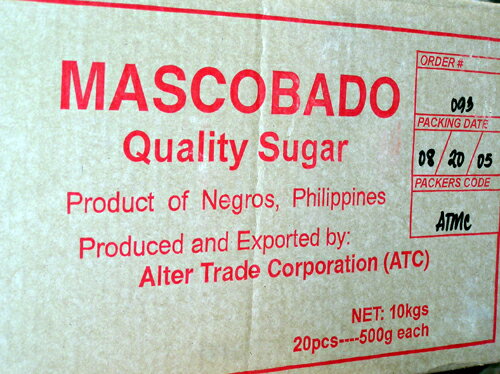 MASCOBADO
Quality Sugar
Product of Negros, Philippines
Produced and Exported by:
Alter Trade Corporation (ATC)
NET: 10kgs
20pcs----500g each
ORDER #
093
PACKING DATE
08/20/05
PACKERS CODE
ATMC